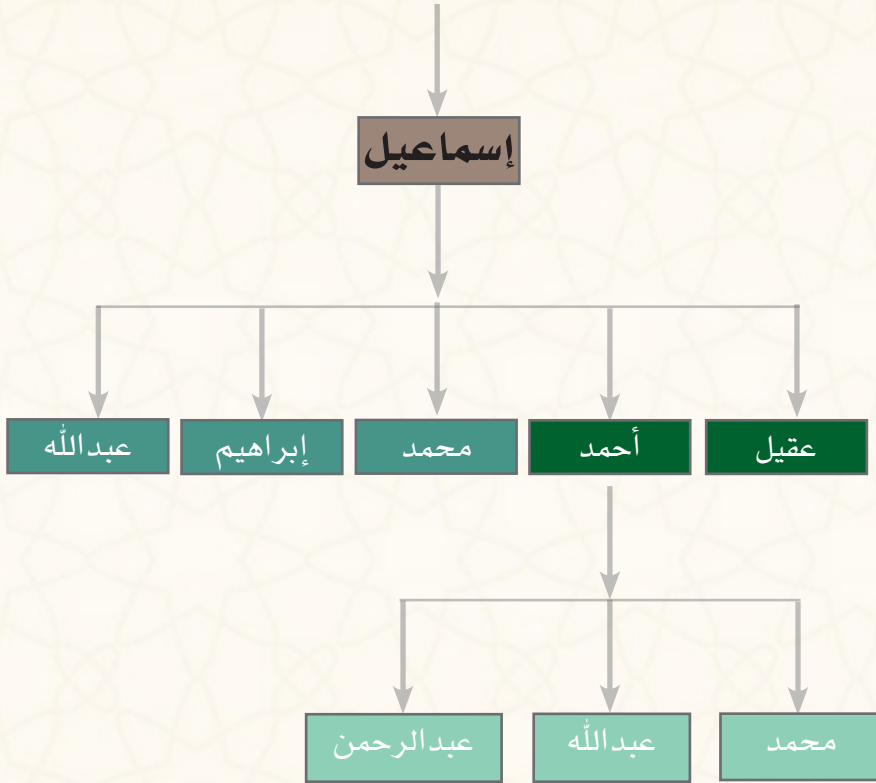 إسماعيل
عقيل
أحمد
محمد
إبراهيم
عبدالله
محمد
عبدالله
عبدالرحمن